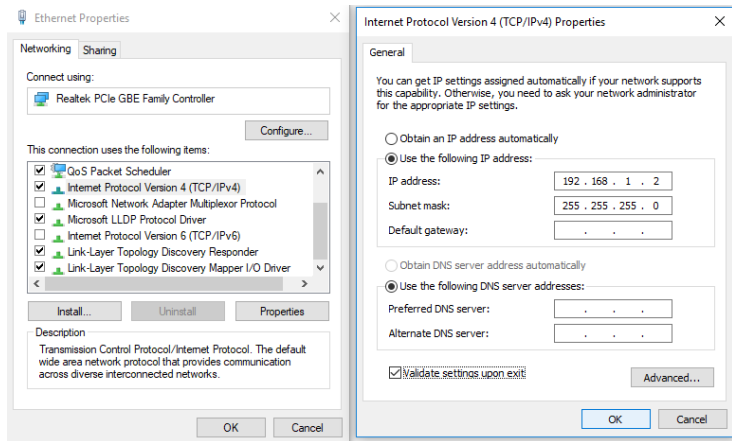 Ethernet Properties
Networking
Sharing
Connect using:
Realtek PCIe GBE Family Controller
Configure...
This connection uses the following items:
QoS Packet Scheduler
Internet Protocol Version 4 (TCP/IPv4)
Microsoft Network Adapter Multiplexor Protocol
Microsoft LLDP Protocol Driver
Internet Protocol Version 6 (TCP/IPv6)
Link-Layer Topology Discovery Responder
Link-Layer Topology Discovery Mapper I/O Driver
Install...
Uninstall
Properties
Description
Transmission Control Protocol/Internet Protocol. The default
wide area network protocol that provides communication
across diverse interconnected networks.
OK
Cancel
Internet Protocol Version 4 (TCP/IPv4) Properties
General
You can get IP settings assigned automatically if your network supports
this capability. Otherwise, you need to ask your network administrator
for the appropriate IP settings.
Obtain an IP address automatically
Use the following IP address:
IP address: 192 . 168 . 1 . 2
Subnet mask: 255 . 255 . 255 . 0
Default gateway: . . .
Obtain DNS server address automatically
Use the following DNS server addresses:
Preferred DNS server: . . .
Alternate DNS server: . . .
Validate settings upon exit
Advanced...
OK
Cancel